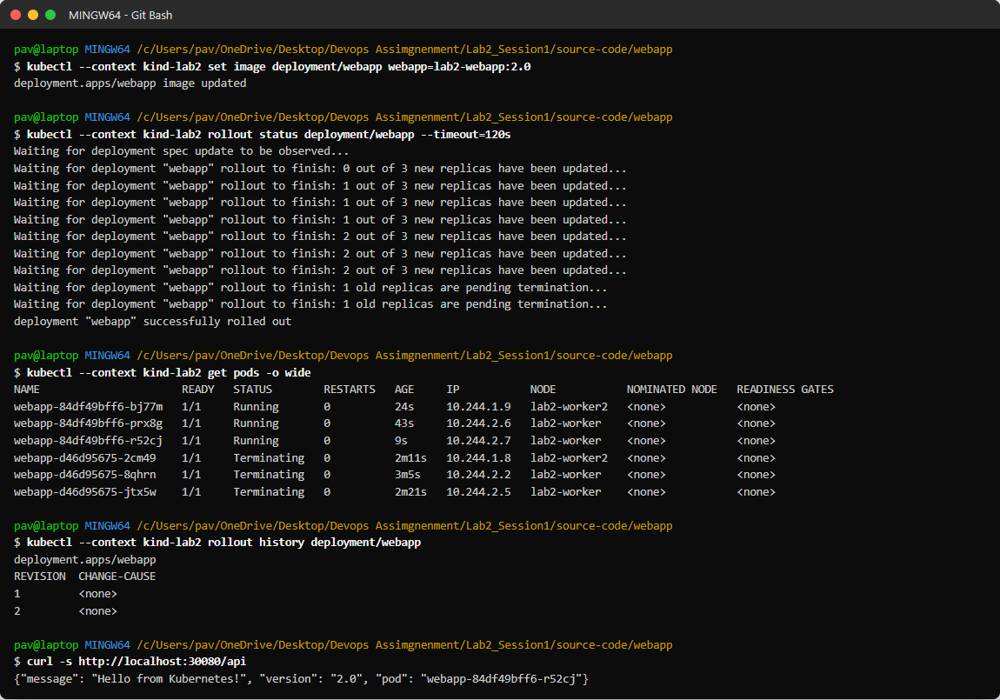 MINGW64 - Git Bash
pav@laptop MINGW64 /c/Users/pav/OneDrive/Desktop/Devops Assimgnenment/Lab2_Session1/source-code/webapp
$ kubectl --context kind-lab2 set image deployment/webapp webapp=lab2-webapp:2.0
deployment.apps/webapp image updated
pav@laptop MINGW64 /c/Users/pav/OneDrive/Desktop/Devops Assimgnenment/Lab2_Session1/source-code/webapp
$ kubectl --context kind-lab2 rollout status deployment/webapp --timeout=120s
Waiting for deployment spec update to be observed...
Waiting for deployment "webapp" rollout to finish: 0 out of 3 new replicas have been updated...
Waiting for deployment "webapp" rollout to finish: 1 out of 3 new replicas have been updated...
Waiting for deployment "webapp" rollout to finish: 1 out of 3 new replicas have been updated...
Waiting for deployment "webapp" rollout to finish: 1 out of 3 new replicas have been updated...
Waiting for deployment "webapp" rollout to finish: 2 out of 3 new replicas have been updated...
Waiting for deployment "webapp" rollout to finish: 2 out of 3 new replicas have been updated...
Waiting for deployment "webapp" rollout to finish: 2 out of 3 new replicas have been updated...
Waiting for deployment "webapp" rollout to finish: 1 old replicas are pending termination...
Waiting for deployment "webapp" rollout to finish: 1 old replicas are pending termination...
deployment "webapp" successfully rolled out
pav@laptop MINGW64 /c/Users/pav/OneDrive/Desktop/Devops Assimgnenment/Lab2_Session1/source-code/webapp
$ kubectl --context kind-lab2 get pods -o wide
NAME                      READY   STATUS        RESTARTS   AGE     IP           NODE           NOMINATED NODE   READINESS GATES
webapp-84df49bff6-bj77m   1/1     Running       0          24s     10.244.1.9   lab2-worker2   <none>           <none>
webapp-84df49bff6-prx8g   1/1     Running       0          43s     10.244.2.6   lab2-worker    <none>           <none>
webapp-84df49bff6-r52cj   1/1     Running       0          9s      10.244.2.7   lab2-worker    <none>           <none>
webapp-d46d95675-2cm49    1/1     Terminating   0          2m11s   10.244.1.8   lab2-worker2   <none>           <none>
webapp-d46d95675-8qhrn    1/1     Terminating   0          3m5s    10.244.2.2   lab2-worker    <none>           <none>
webapp-d46d95675-jtx5w    1/1     Terminating   0          2m21s   10.244.2.5   lab2-worker    <none>           <none>
pav@laptop MINGW64 /c/Users/pav/OneDrive/Desktop/Devops Assimgnenment/Lab2_Session1/source-code/webapp
$ kubectl --context kind-lab2 rollout history deployment/webapp
deployment.apps/webapp
REVISION  CHANGE-CAUSE
1         <none>
2         <none>
pav@laptop MINGW64 /c/Users/pav/OneDrive/Desktop/Devops Assimgnenment/Lab2_Session1/source-code/webapp
$ curl -s http://localhost:30080/api
{"message": "Hello from Kubernetes!", "version": "2.0", "pod": "webapp-84df49bff6-r52cj"}